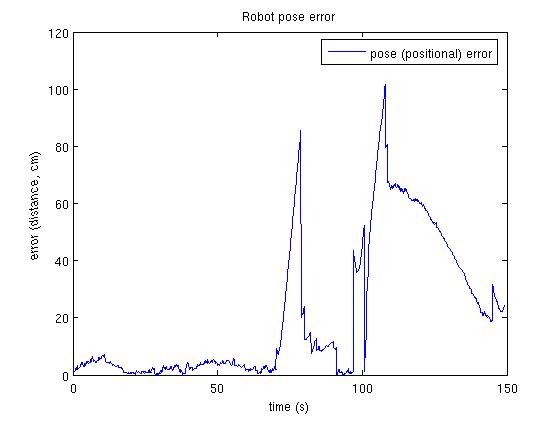 Robot pose error
pose (positional) error
error (distance, cm)
120
100
80
60
40
20
0
0 50 100 150
time (s)